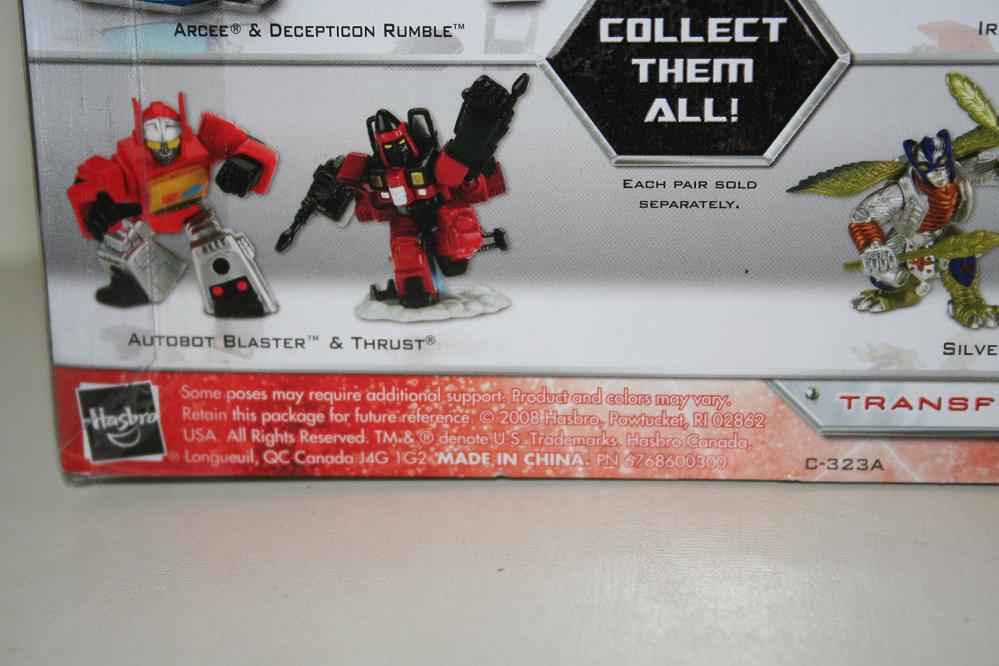 ARCEE® & DECEPTICON RUMBLE™
COLLECT
THEM
ALL!
IR
EACH PAIR SOLD
SEPARATELY.
AUTOBOT BLASTER™ & THRUST®
SILVE
Hasbro
®
Some poses may require additional support. Product and colors may vary.
Retain this package for future reference. © 2008 Hasbro, Pawtucket, RI 02862
USA. All Rights Reserved. TM & ® denote U.S. Trademarks. Hasbro Canada,
Longueuil, QC Canada J4G 1G2. MADE IN CHINA. PN 6768600300
TRANSF
C-323A